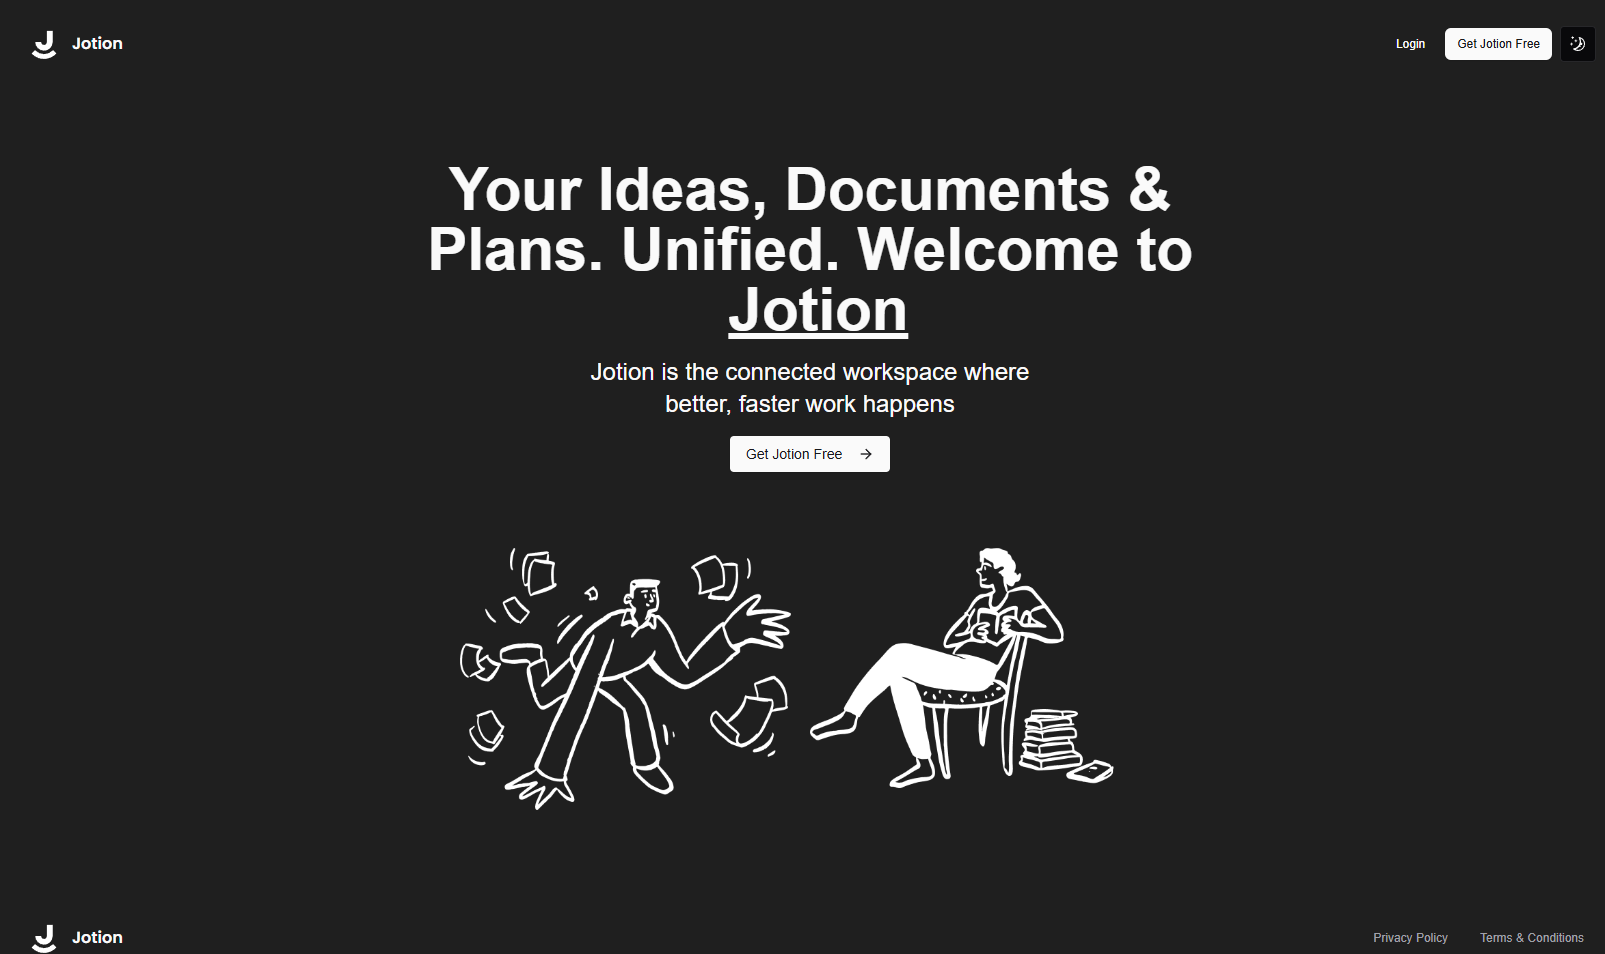 Jotion
Login
Get Jotion Free
Your Ideas, Documents &
Plans. Unified. Welcome to
Jotion
Jotion is the connected workspace where
better, faster work happens
Get Jotion Free
Jotion
Privacy Policy
Terms & Conditions